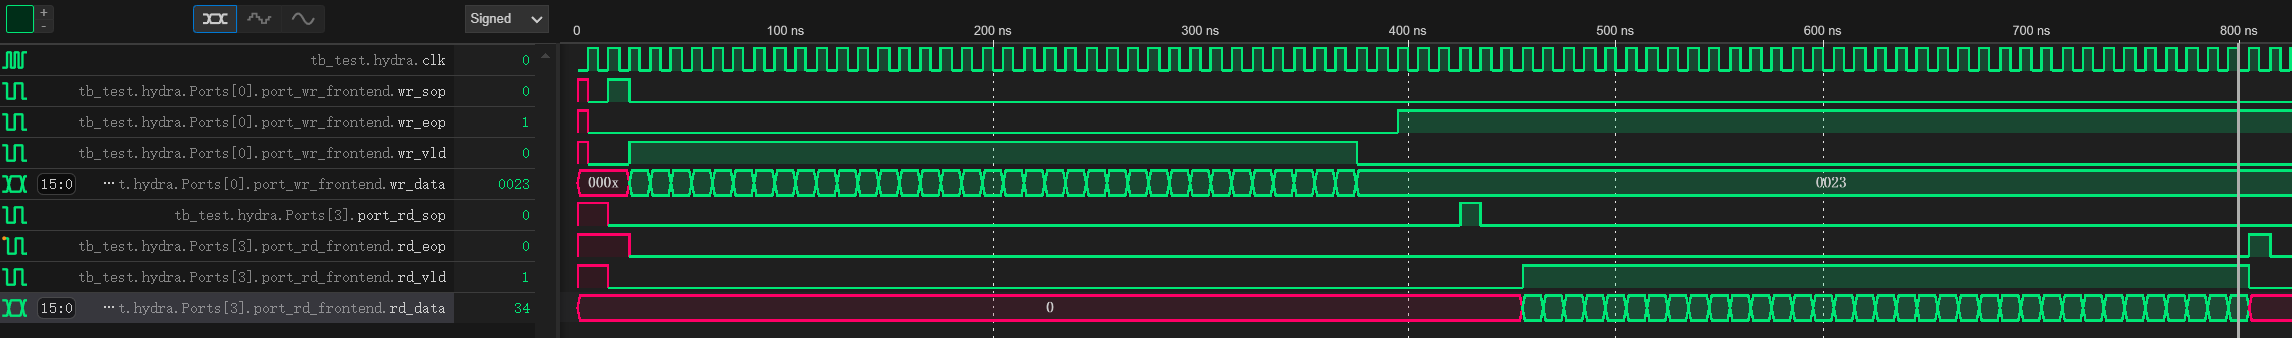 +
-
Signed
0 100 ns 200 ns 300 ns 400 ns 500 ns 600 ns 700 ns 800 ns
tb_test.hydra.clk 0
tb_test.hydra.Ports[0].port_wr_frontend.wr_sop 0
tb_test.hydra.Ports[0].port_wr_frontend.wr_eop 1
tb_test.hydra.Ports[0].port_wr_frontend.wr_vld 0
15:0 ⋯t.hydra.Ports[0].port_wr_frontend.wr_data 0023 000x 0023
tb_test.hydra.Ports[3].port_rd_sop 0
tb_test.hydra.Ports[3].port_rd_frontend.rd_eop 0
tb_test.hydra.Ports[3].port_rd_frontend.rd_vld 1
15:0 ⋯t.hydra.Ports[3].port_rd_frontend.rd_data 34 0